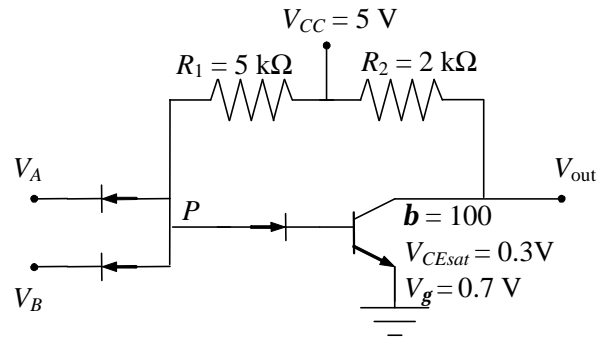 V_CC = 5 V
R_1 = 5 kΩ
R_2 = 2 kΩ
V_A
V_out
P
b = 100
V_CEsat = 0.3V
V_g = 0.7 V
V_B